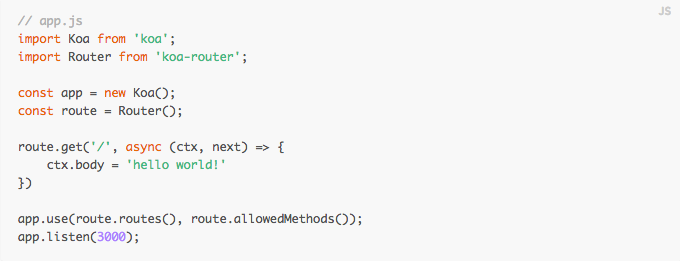 JS
// app.js
import Koa from 'koa';
import Router from 'koa-router';
const app = new Koa();
const route = Router();
route.get('/', async (ctx, next) => {
    ctx.body = 'hello world!'
})
app.use(route.routes(), route.allowedMethods());
app.listen(3000);